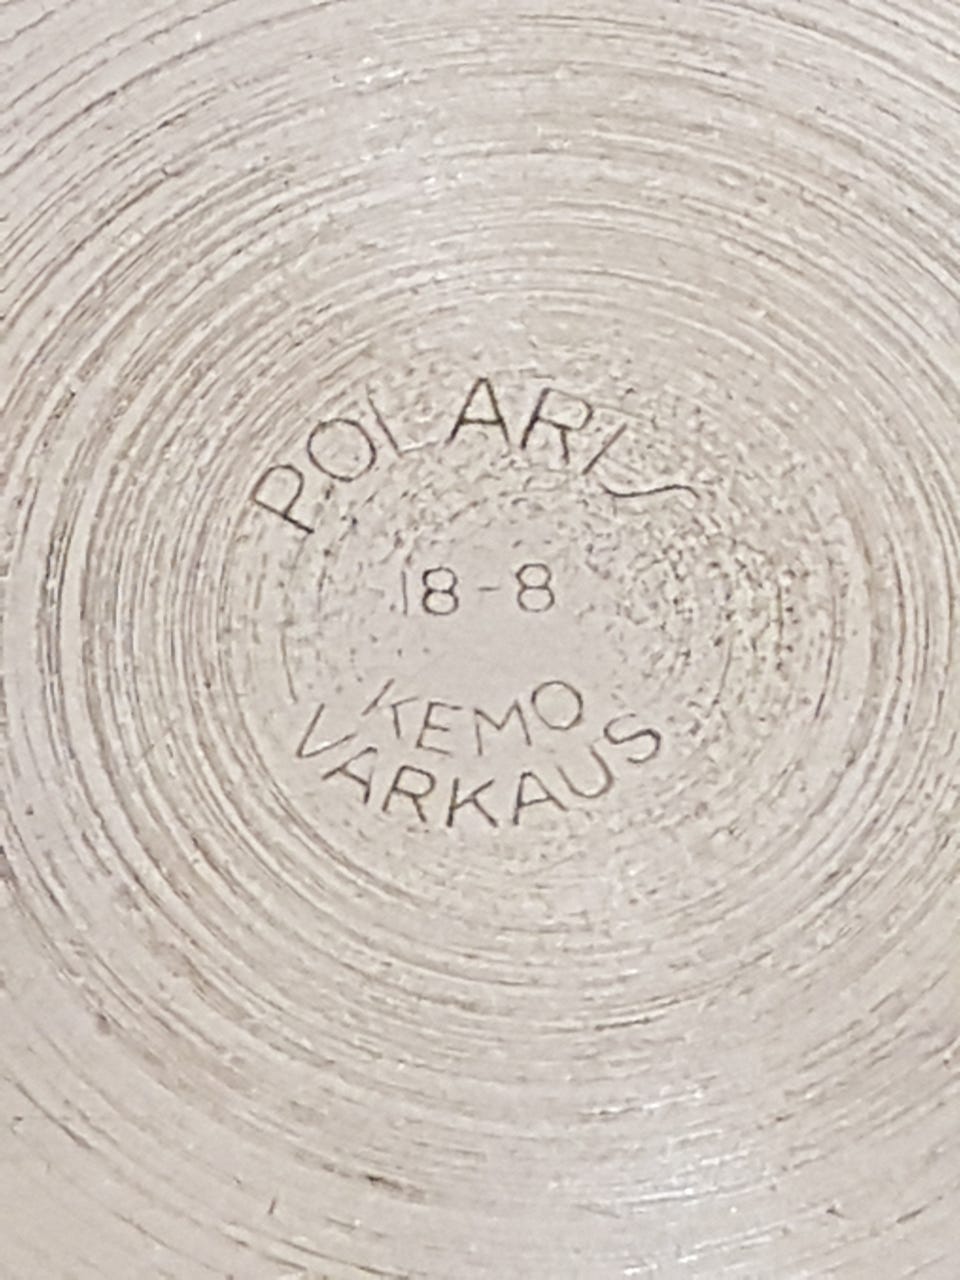 POLARIS
18-8
KEMO
VARKAUS